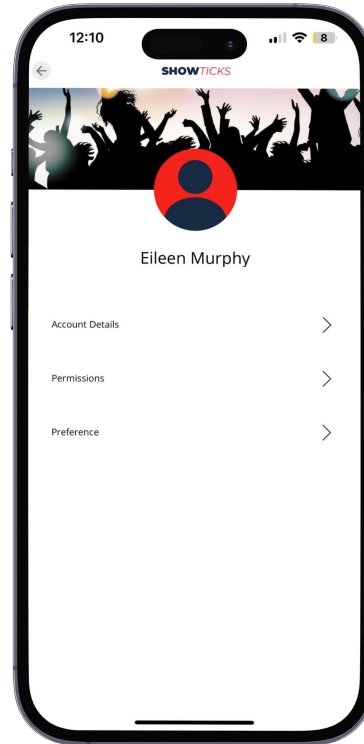 12:10
8
SHOWTICKS
Eileen Murphy
Account Details
Permissions
Preference